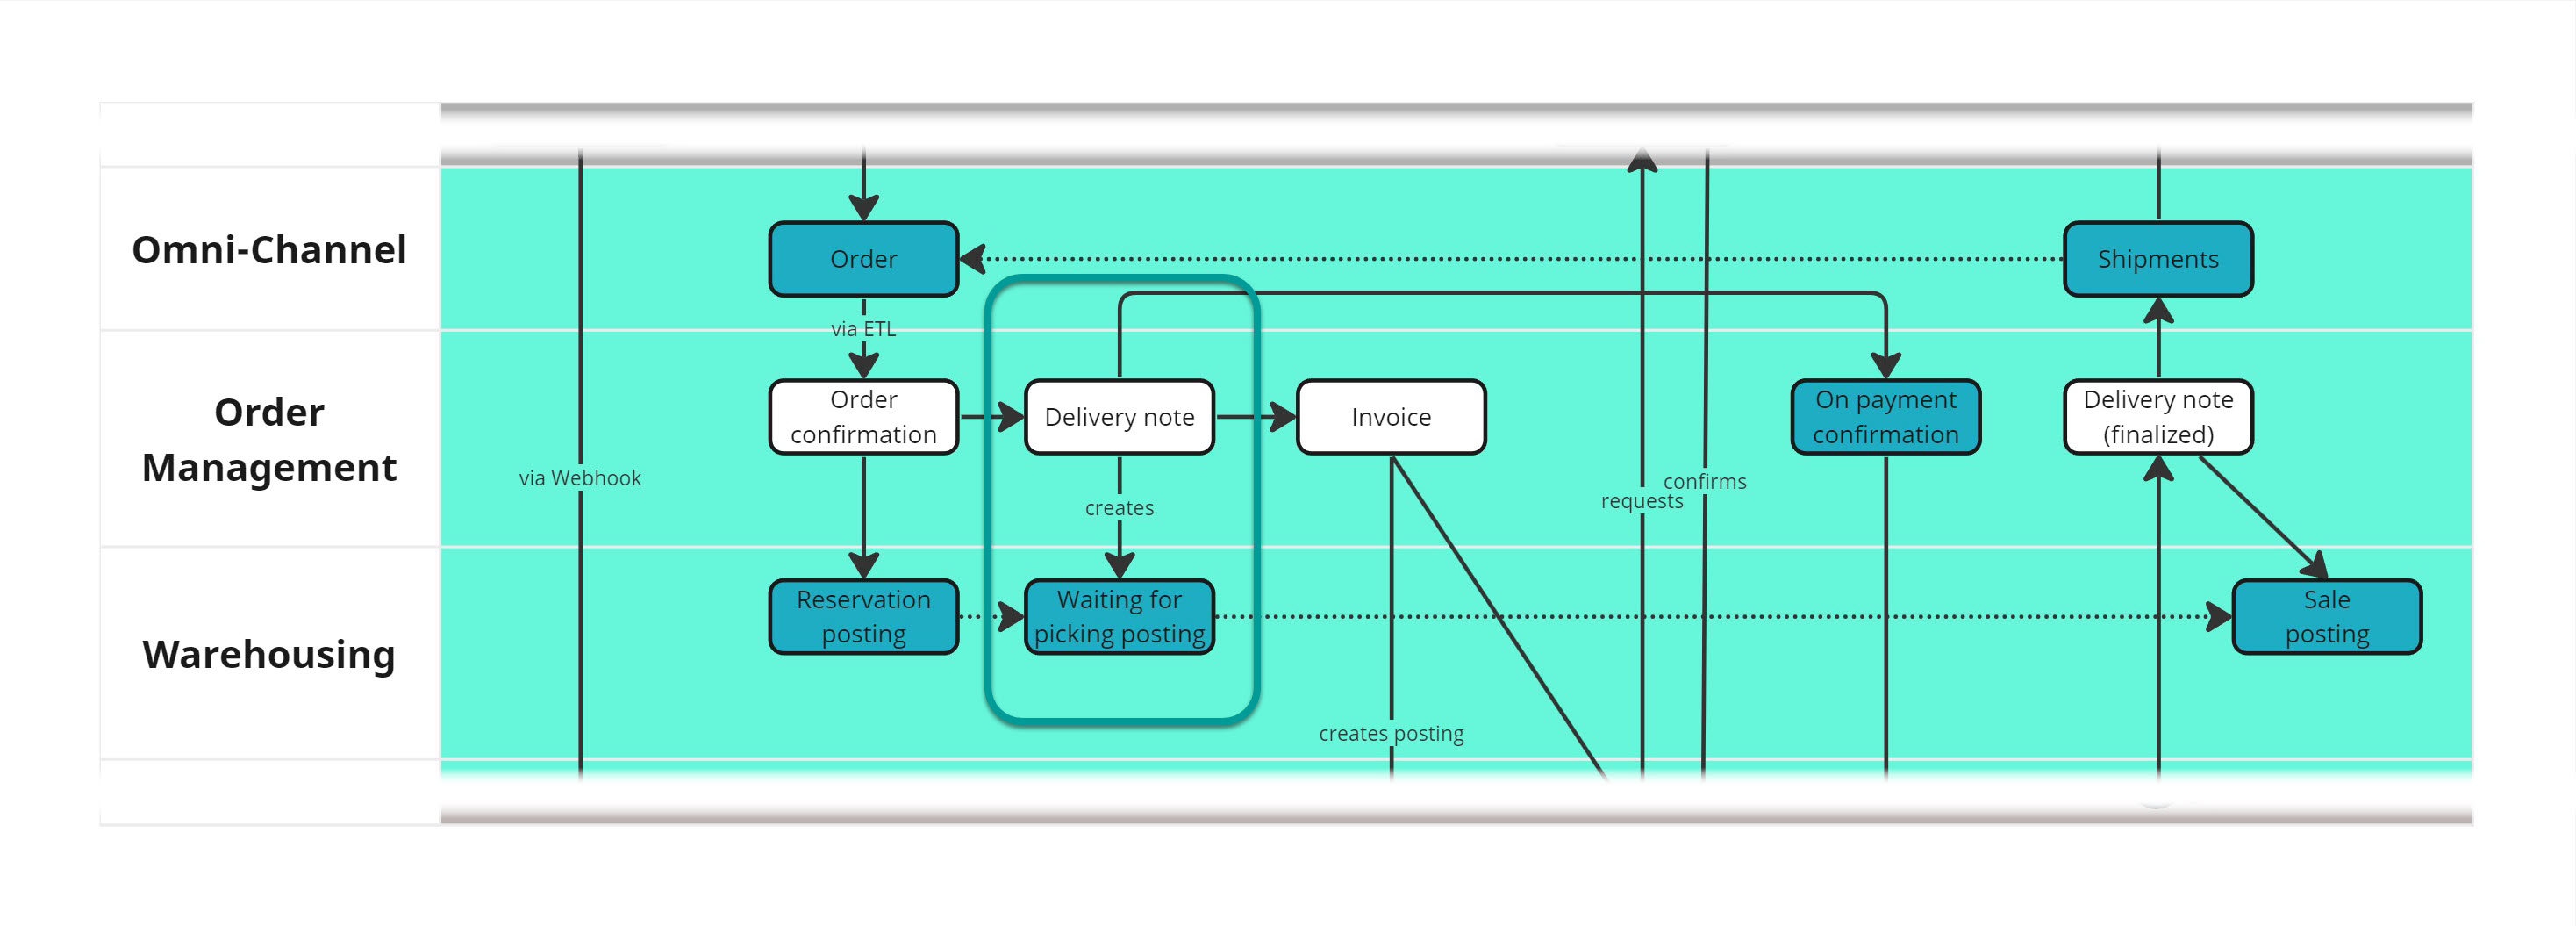 Omni-Channel
Order
Shipments
via ETL
Order
Management
Order
confirmation
Delivery note
Invoice
On payment
confirmation
Delivery note
(finalized)
via Webhook
creates
requests
confirms
Warehousing
Reservation
posting
Waiting for
picking posting
Sale
posting
creates posting